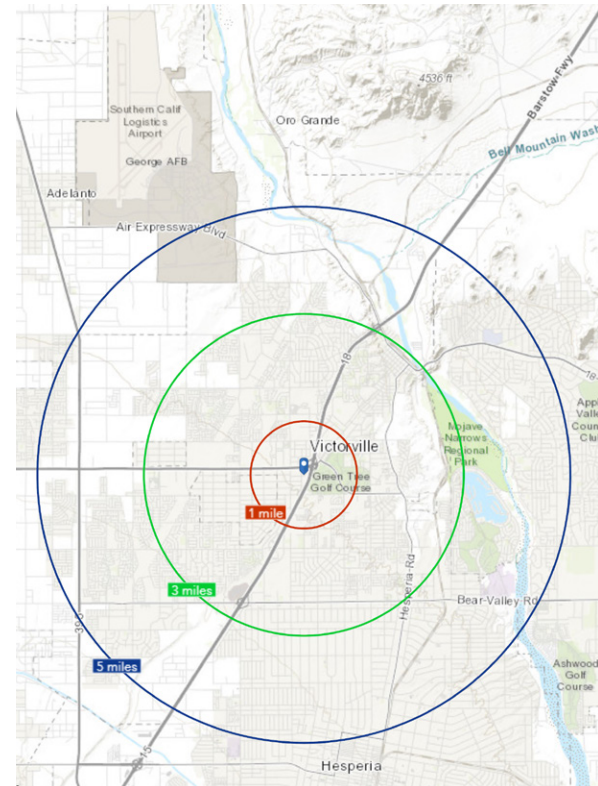 4536 ft
Barstow-Fwy
Southern Calif
Logistics
Airport
Oro Grande
Bell Mountain Wash
George AFB
Adelanto
Air Expressway Blvd
18
18
Apple
Valley
Country
Club
Mojave
Narrows
Regional
Park
Victorville
Green Tree
Golf Course
1 mile
Hesperia-Rd
3 miles
Bear-Valley Rd
395
5 miles
Ashwood
Golf
Course
15
Hesperia